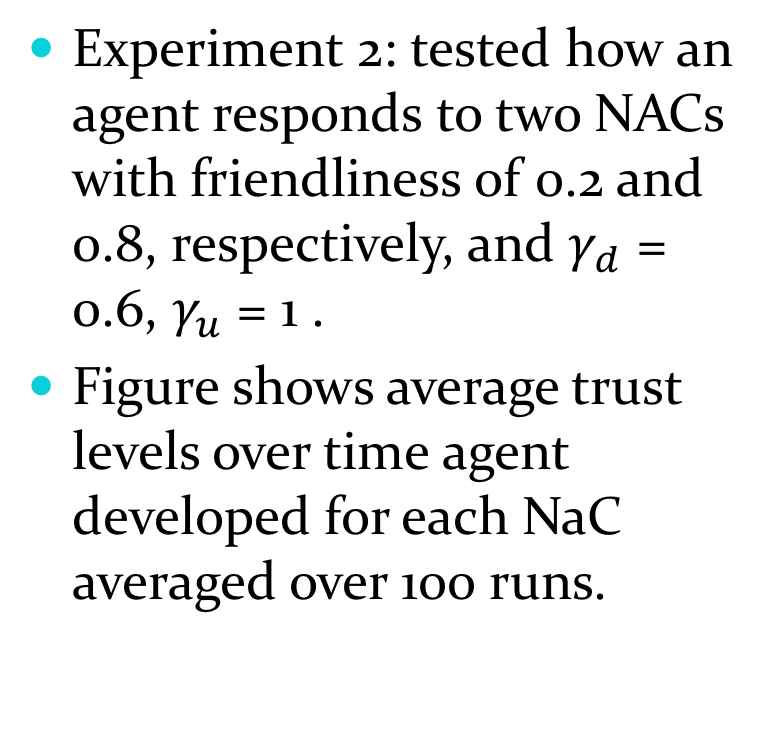 • Experiment 2: tested how an
agent responds to two NACs
with friendliness of 0.2 and
0.8, respectively, and γ_d =
0.6, γ_u = 1 .
• Figure shows average trust
levels over time agent
developed for each NaC
averaged over 100 runs.